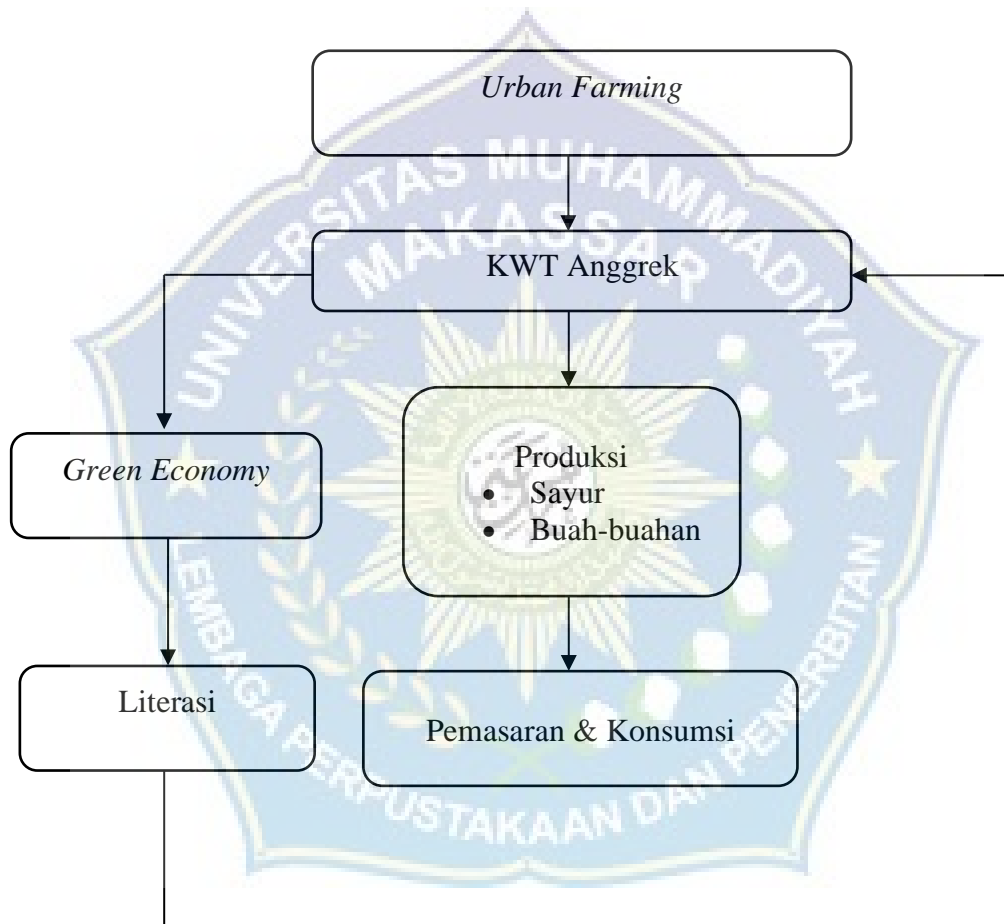 Urban Farming
UNIVERSITAS MUHAMMADIYAH
MAKASSAR
KWT Anggrek
Green Economy
Produksi
• Sayur
• Buah-buahan
Literasi
Pemasaran & Konsumsi
LEMBAGA PERPUSTAKAAN DAN PENERBITAN